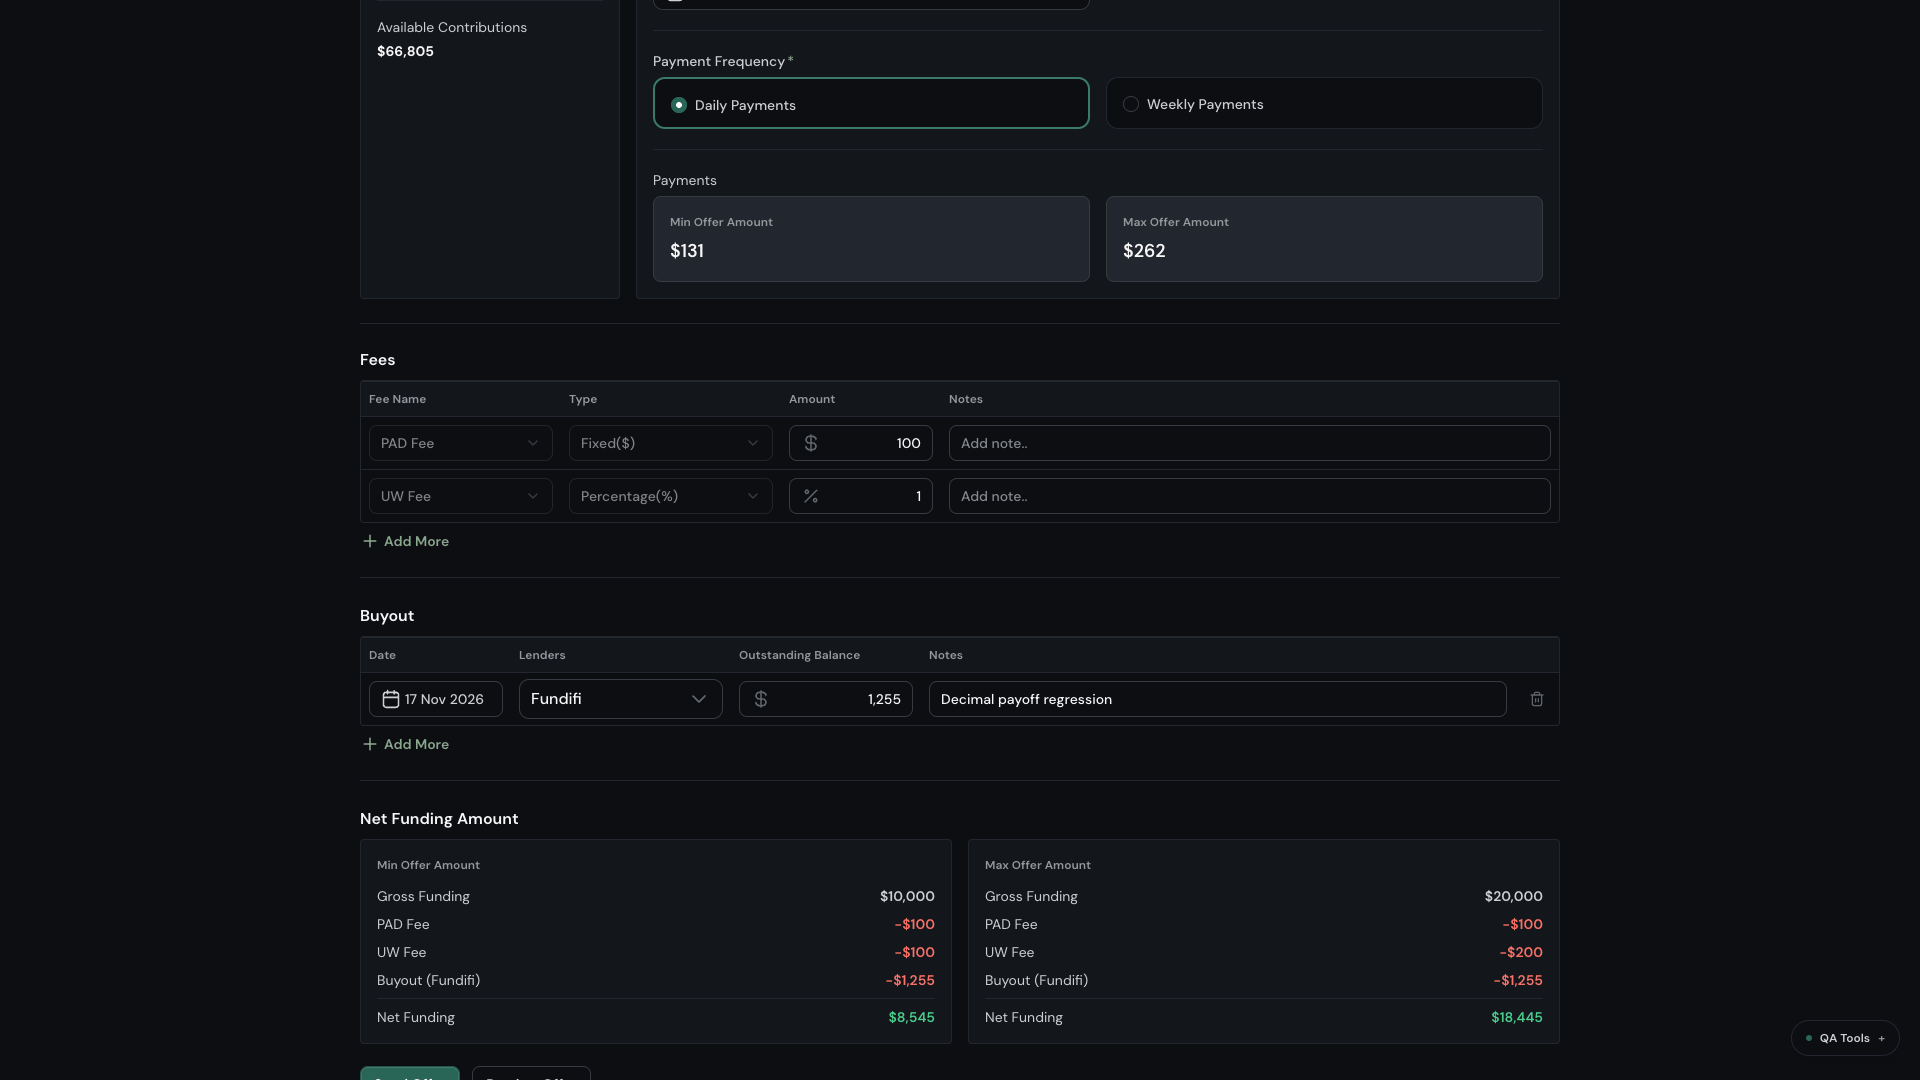 Available Contributions
$66,805
Payment Frequency *
Daily Payments
Weekly Payments
Payments
Min Offer Amount
$131
Max Offer Amount
$262
Fees
Fee Name Type Amount Notes
PAD Fee Fixed($) $ 100 Add note..
UW Fee Percentage(%) % 1 Add note..
+ Add More
Buyout
Date Lenders Outstanding Balance Notes
17 Nov 2026 Fundifi $ 1,255 Decimal payoff regression
+ Add More
Net Funding Amount
Min Offer Amount
Gross Funding $10,000
PAD Fee -$100
UW Fee -$100
Buyout (Fundifi) -$1,255
Net Funding $8,545
Max Offer Amount
Gross Funding $20,000
PAD Fee -$100
UW Fee -$200
Buyout (Fundifi) -$1,255
Net Funding $18,445
QA Tools +